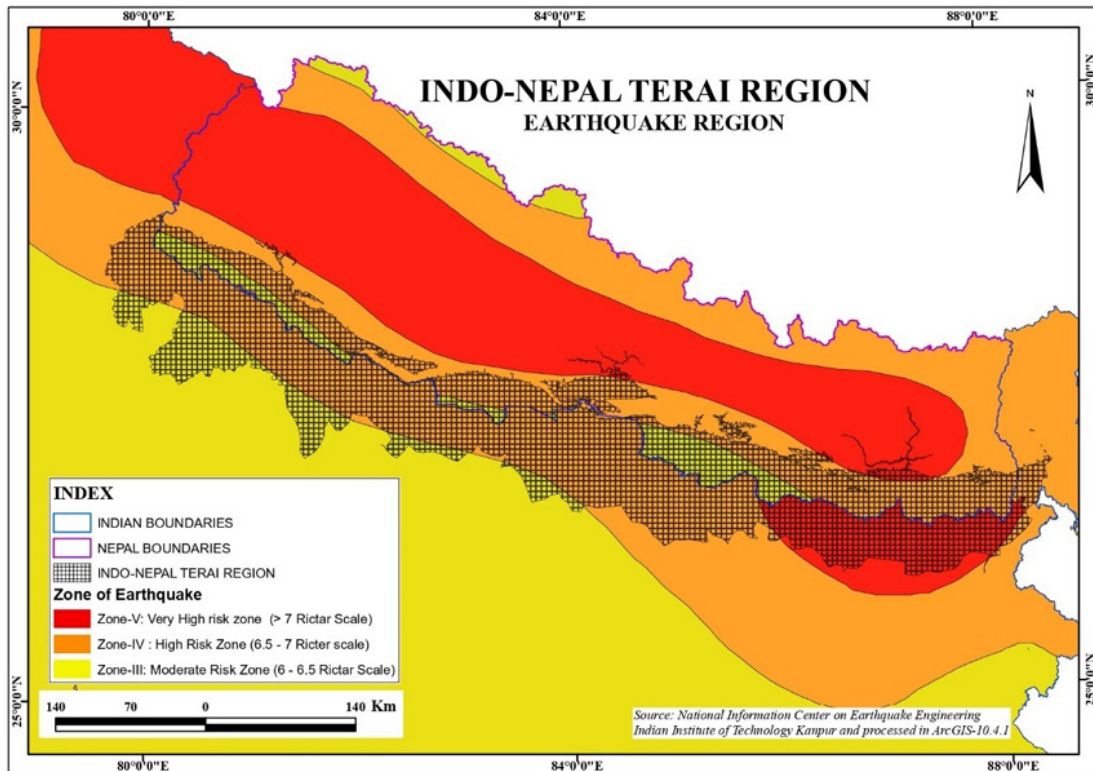 80°0'0"E
84°0'0"E
88°0'0"E
30°0'0"N
30°0'0"N
INDO-NEPAL TERAI REGION
EARTHQUAKE REGION
N
INDEX
INDIAN BOUNDARIES
NEPAL BOUNDARIES
INDO-NEPAL TERAI REGION
Zone of Earthquake
Zone-V: Very High risk zone (> 7 Rictar Scale)
Zone-IV : High Risk Zone (6.5 - 7 Ricter scale)
Zone-III: Moderate Risk Zone (6 - 6.5 Rictar Scale)
140 70 0 140 Km
25°0'0"N
25°0'0"N
Source: National Information Center on Earthquake Engineering
Indian Institute of Technology Kanpur and processed in ArcGIS-10.4.1
80°0'0"E
84°0'0"E
88°0'0"E